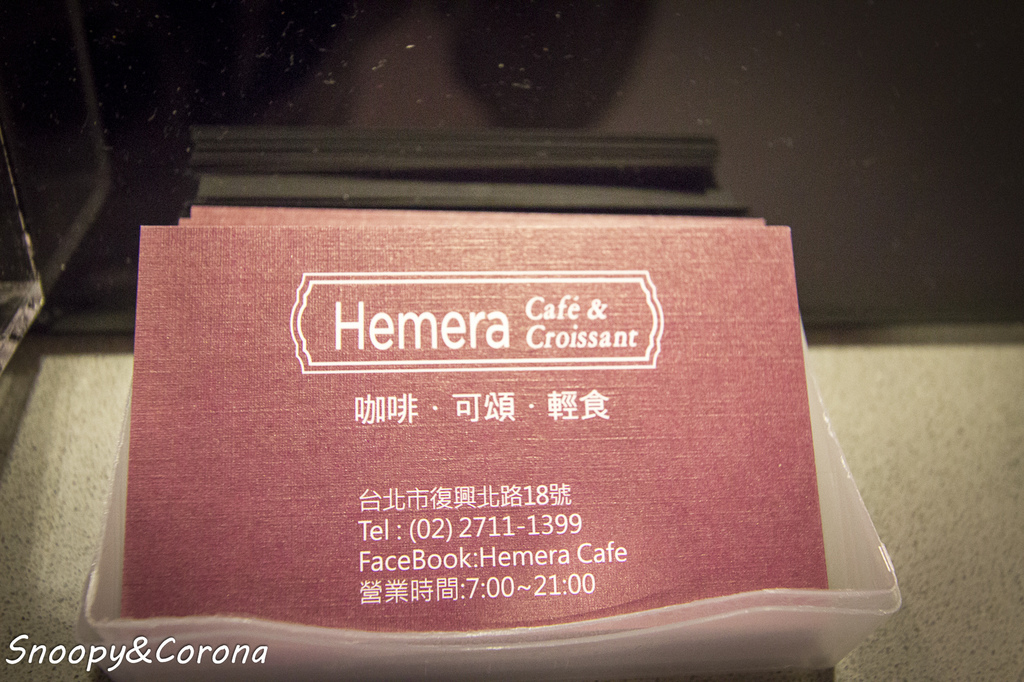 Hemera Café &
Croissant
咖啡·可頌·輕食
台北市復興北路18號
Tel : (02) 2711-1399
FaceBook:Hemera Cafe
營業時間:7:00~21:00
Snoopy&Corona